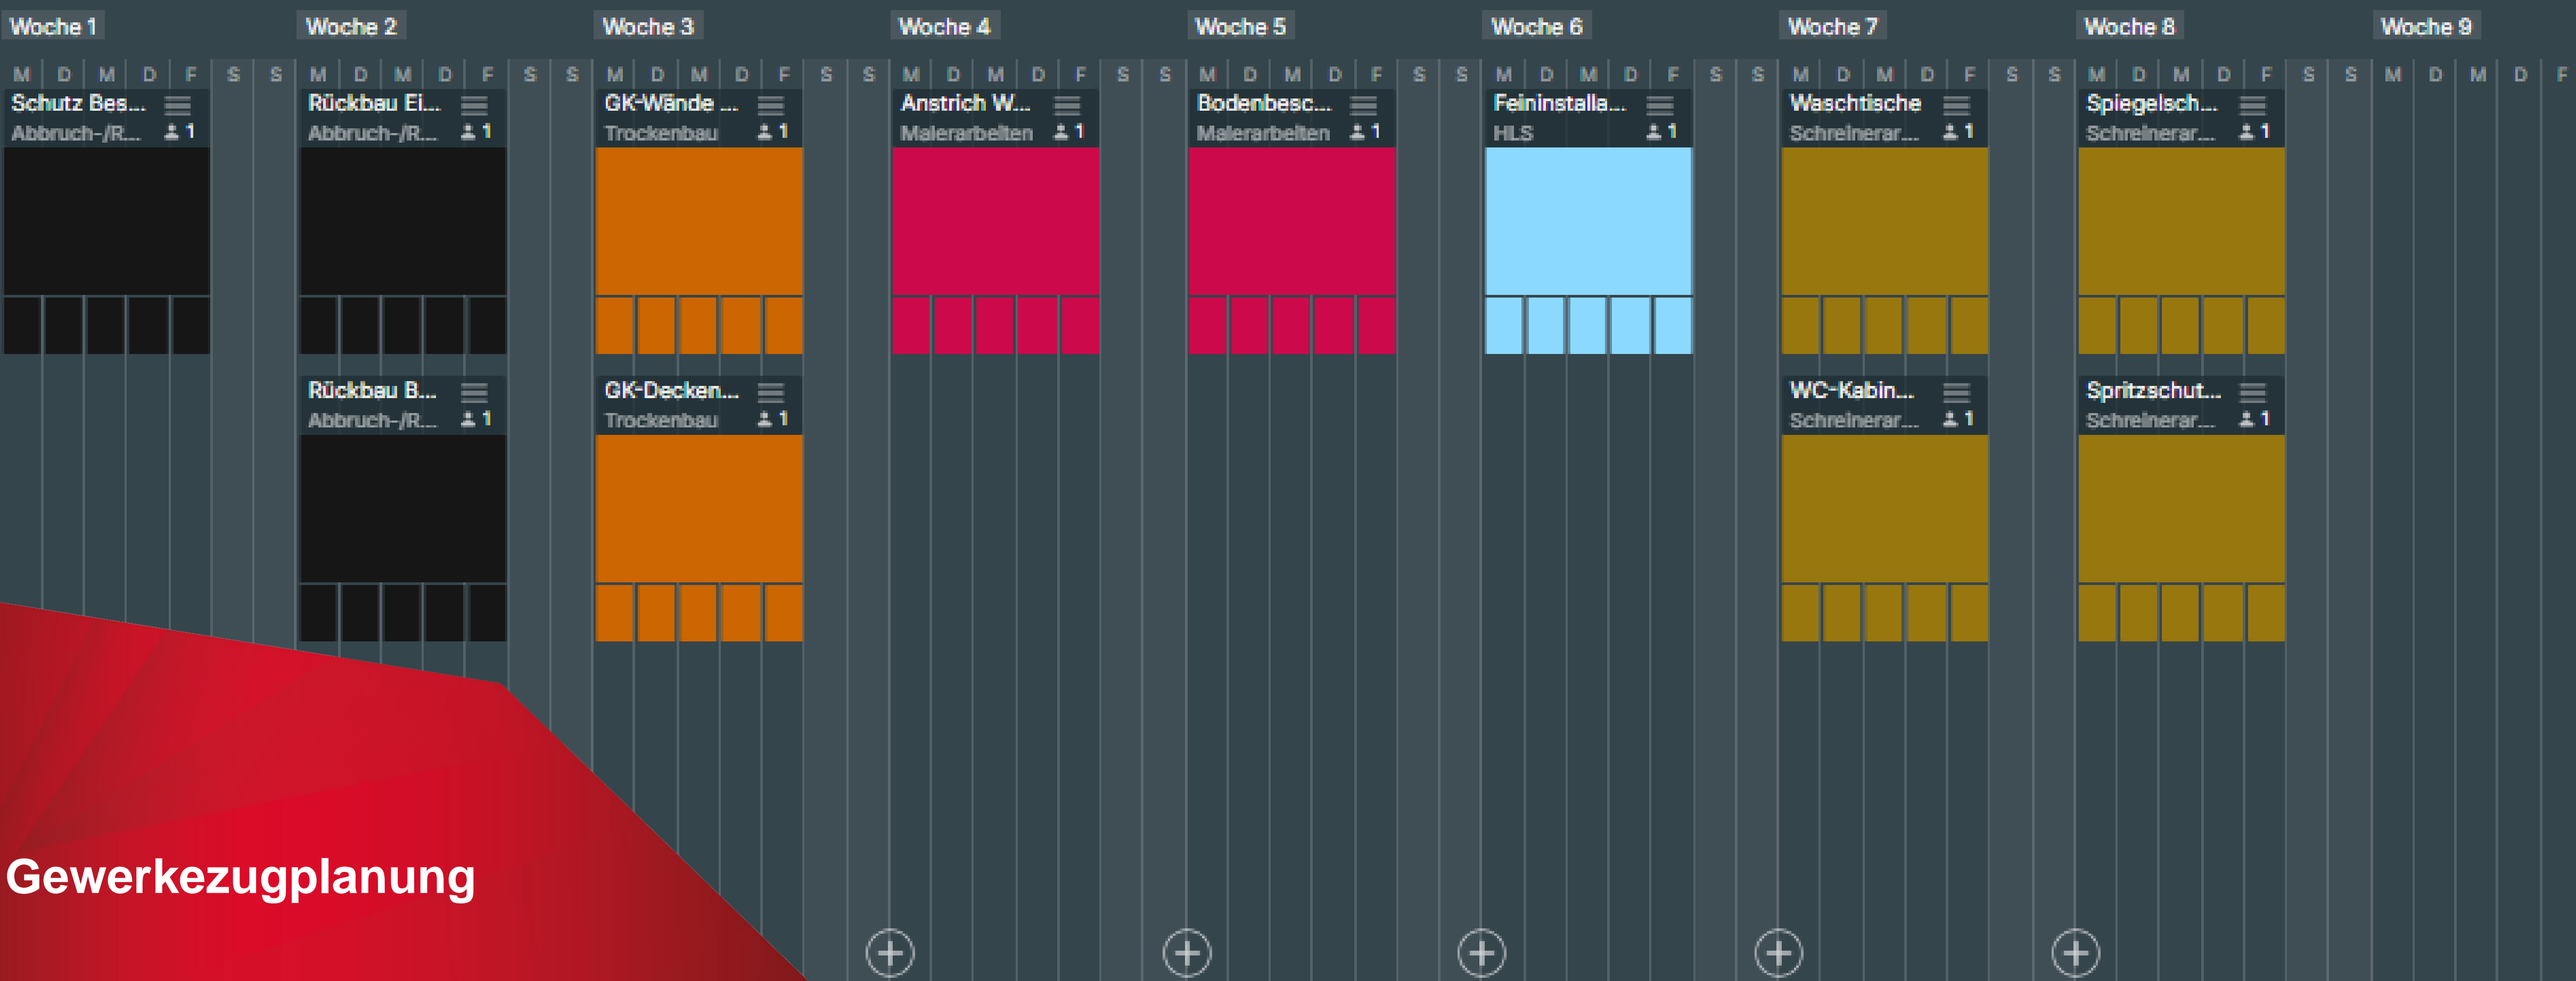 Woche 1 Woche 2 Woche 3 Woche 4 Woche 5 Woche 6 Woche 7 Woche 8 Woche 9
M D M D F S S M D M D F S S M D M D F S S M D M D F S S M D M D F S S M D M D F S S M D M D F S S M D M D F S S M D M D F
Schutz Bes... Rückbau Ei... GK-Wände ... Anstrich W... Bodenbesc... Feininstalla... Waschtische Spiegelsch...
Abbruch-/R... 1 Abbruch-/R... 1 Trockenbau 1 Malerarbeiten 1 Malerarbeiten 1 HLS 1 Schreinerar... 1 Schreinerar... 1
Rückbau B... GK-Decken... WC-Kabin... Spritzschut...
Abbruch-/R... 1 Trockenbau 1 Schreinerar... 1 Schreinerar... 1
Gewerkezugplanung